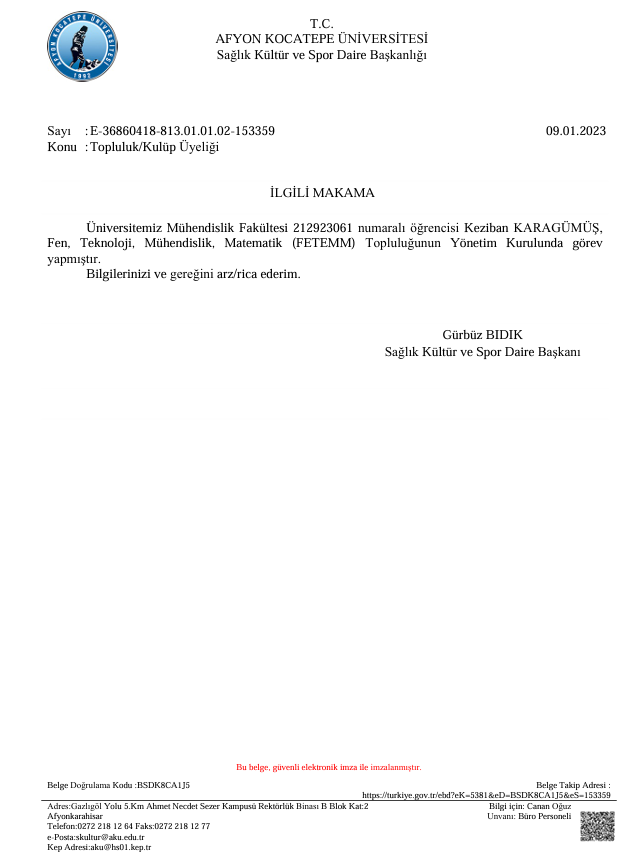 AFYON KOCATEPE ÜNİVERSİTESİ
1992
T.C.
AFYON KOCATEPE ÜNİVERSİTESİ
Sağlık Kültür ve Spor Daire Başkanlığı
Sayı : E-36860418-813.01.01.02-153359 09.01.2023
Konu : Topluluk/Kulüp Üyeliği
İLGİLİ MAKAMA
Üniversitemiz Mühendislik Fakültesi 212923061 numaralı öğrencisi Keziban KARAGÜMÜŞ,
Fen, Teknoloji, Mühendislik, Matematik (FETEMM) Topluluğunun Yönetim Kurulunda görev
yapmıştır.
Bilgilerinizi ve gereğini arz/rica ederim.
Gürbüz BIDIK
Sağlık Kültür ve Spor Daire Başkanı
Bu belge, güvenli elektronik imza ile imzalanmıştır.
Belge Doğrulama Kodu :BSDK8CA1J5 Belge Takip Adresi :
https://turkiye.gov.tr/ebd?eK=5381&eD=BSDK8CA1J5&eS=153359
Adres:Gazlıgöl Yolu 5.Km Ahmet Necdet Sezer Kampusü Rektörlük Binası B Blok Kat:2 Bilgi için: Canan Oğuz
Afyonkarahisar Unvanı: Büro Personeli
Telefon:0272 218 12 64 Faks:0272 218 12 77
e-Posta:skultur@aku.edu.tr
Kep Adresi:aku@hs01.kep.tr